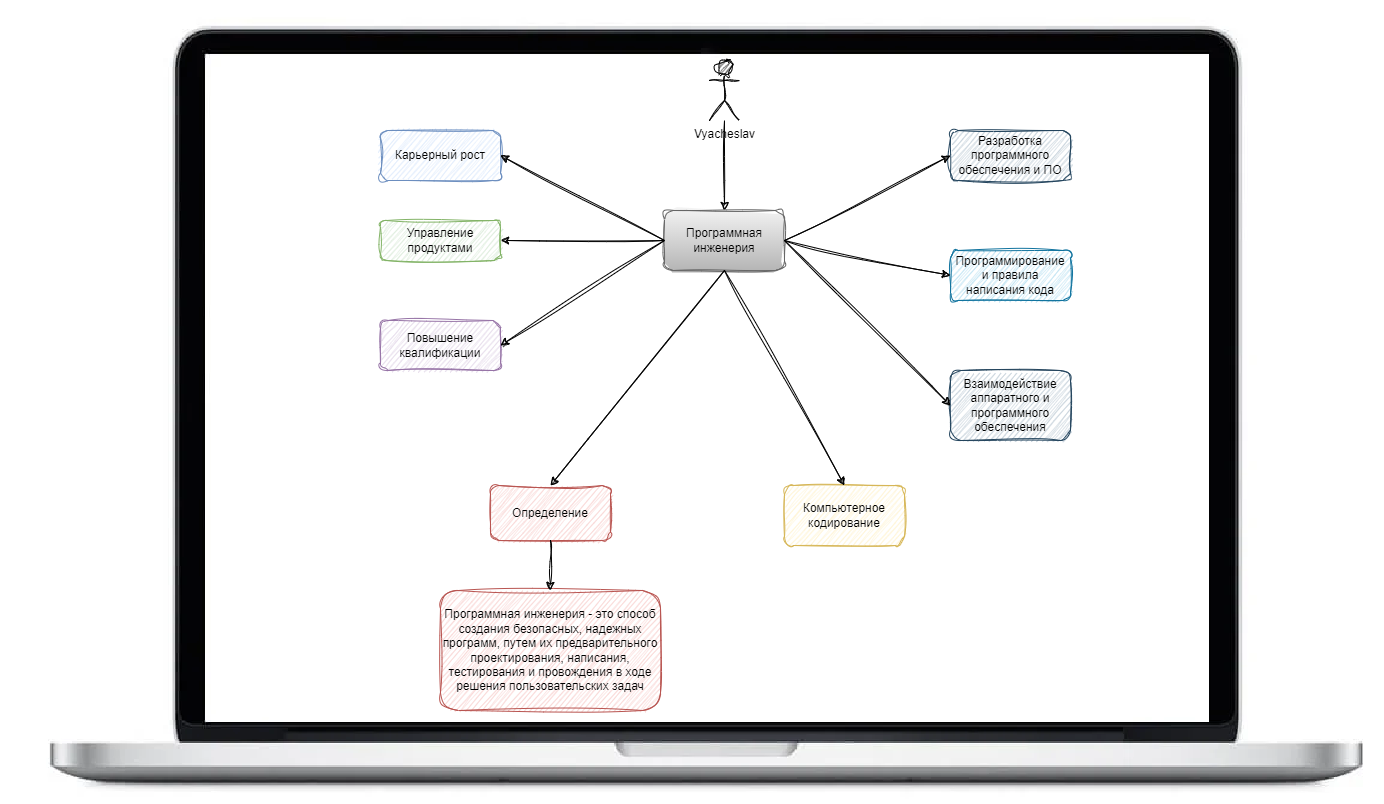 Vyacheslav
Карьерный рост
Разработка
программного
обеспечения и ПО
Управление
продуктами
Программная
инженерия
Программирование
и правила
написания кода
Повышение
квалификации
Взаимодействие
аппаратного и
программного
обеспечения
Определение
Компьютерное
кодирование
Программная инженерия - это способ
создания безопасных, надежных
программ, путем их предварительного
проектирования, написания,
тестирования и провождения в ходе
решения пользовательских задач